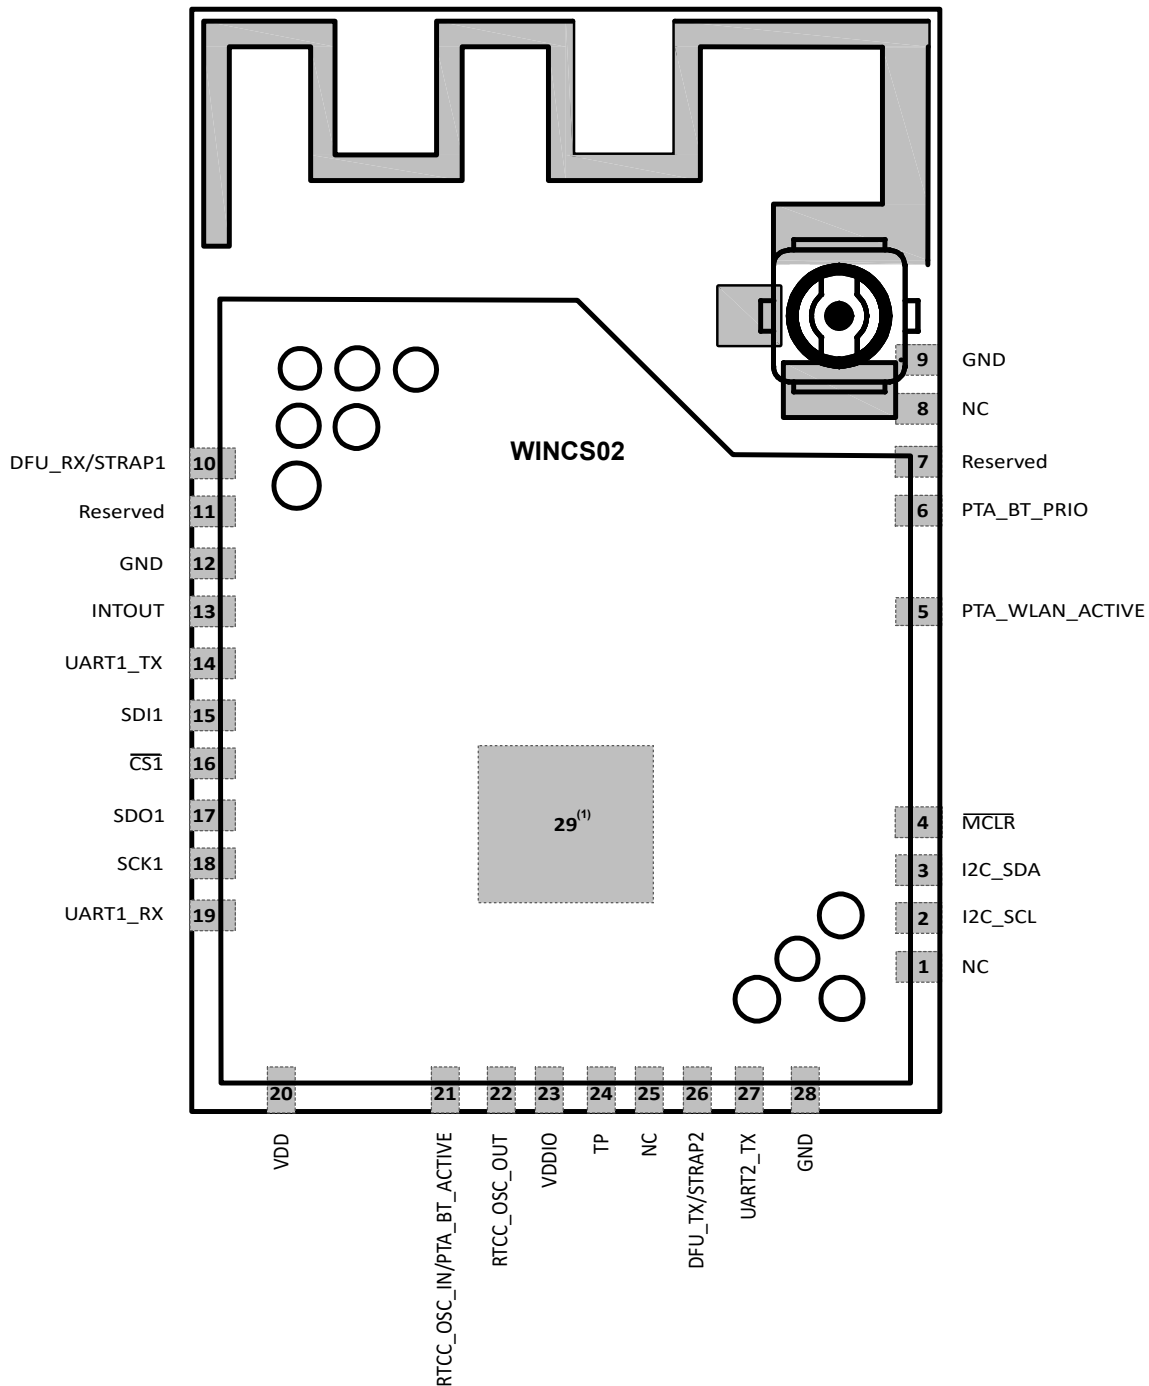 9 GND
8 NC
WINCS02
DFU_RX/STRAP1 10
7 Reserved
Reserved 11
6 PTA_BT_PRIO
GND 12
INTOUT 13
5 PTA_WLAN_ACTIVE
UART1_TX 14
SDI1 15
C̅S̅1̅ 16
SDO1 17
29(1)
4 M̅C̅L̅R̅
SCK1 18
3 I2C_SDA
UART1_RX 19
2 I2C_SCL
1 NC
20 21 22 23 24 25 26 27 28
VDD
RTCC_OSC_IN/PTA_BT_ACTIVE
RTCC_OSC_OUT
VDDIO
TP
NC
DFU_TX/STRAP2
UART2_TX
GND